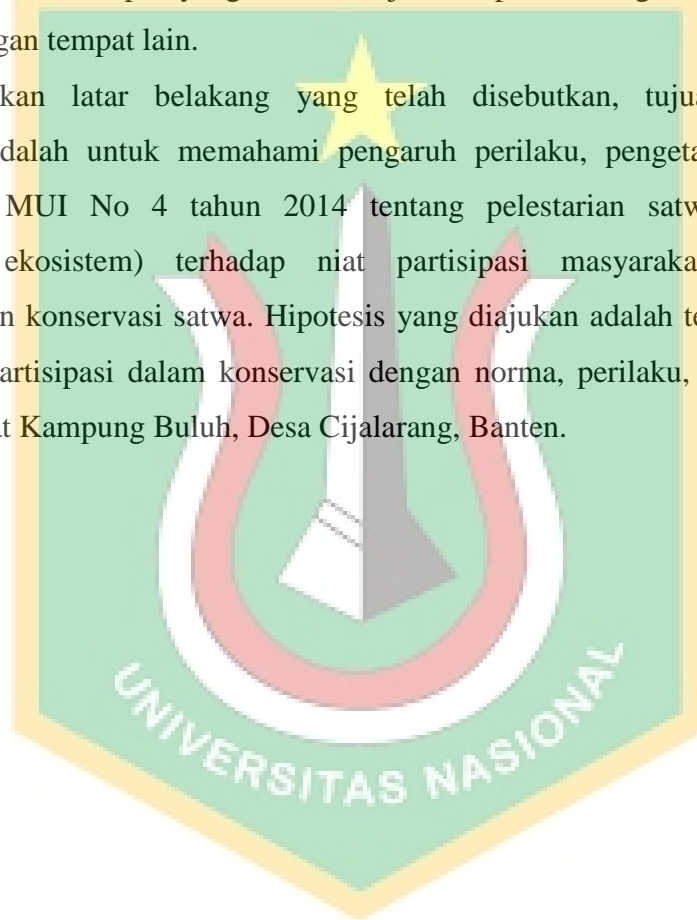 yang
gan tempat lain.
kan latar belakang yang telah disebutkan, tuju
dalah untuk memahami pengaruh perilaku, pengeta
MUI No 4 tahun 2014 tentang pelestarian satw
ekosistem) terhadap niat partisipasi masyaraka
n konservasi satwa. Hipotesis yang diajukan adalah te
artisipasi dalam konservasi dengan norma, perilaku,
at Kampung Buluh, Desa Cijalarang, Banten.
UNIVERSITAS NASIONAL